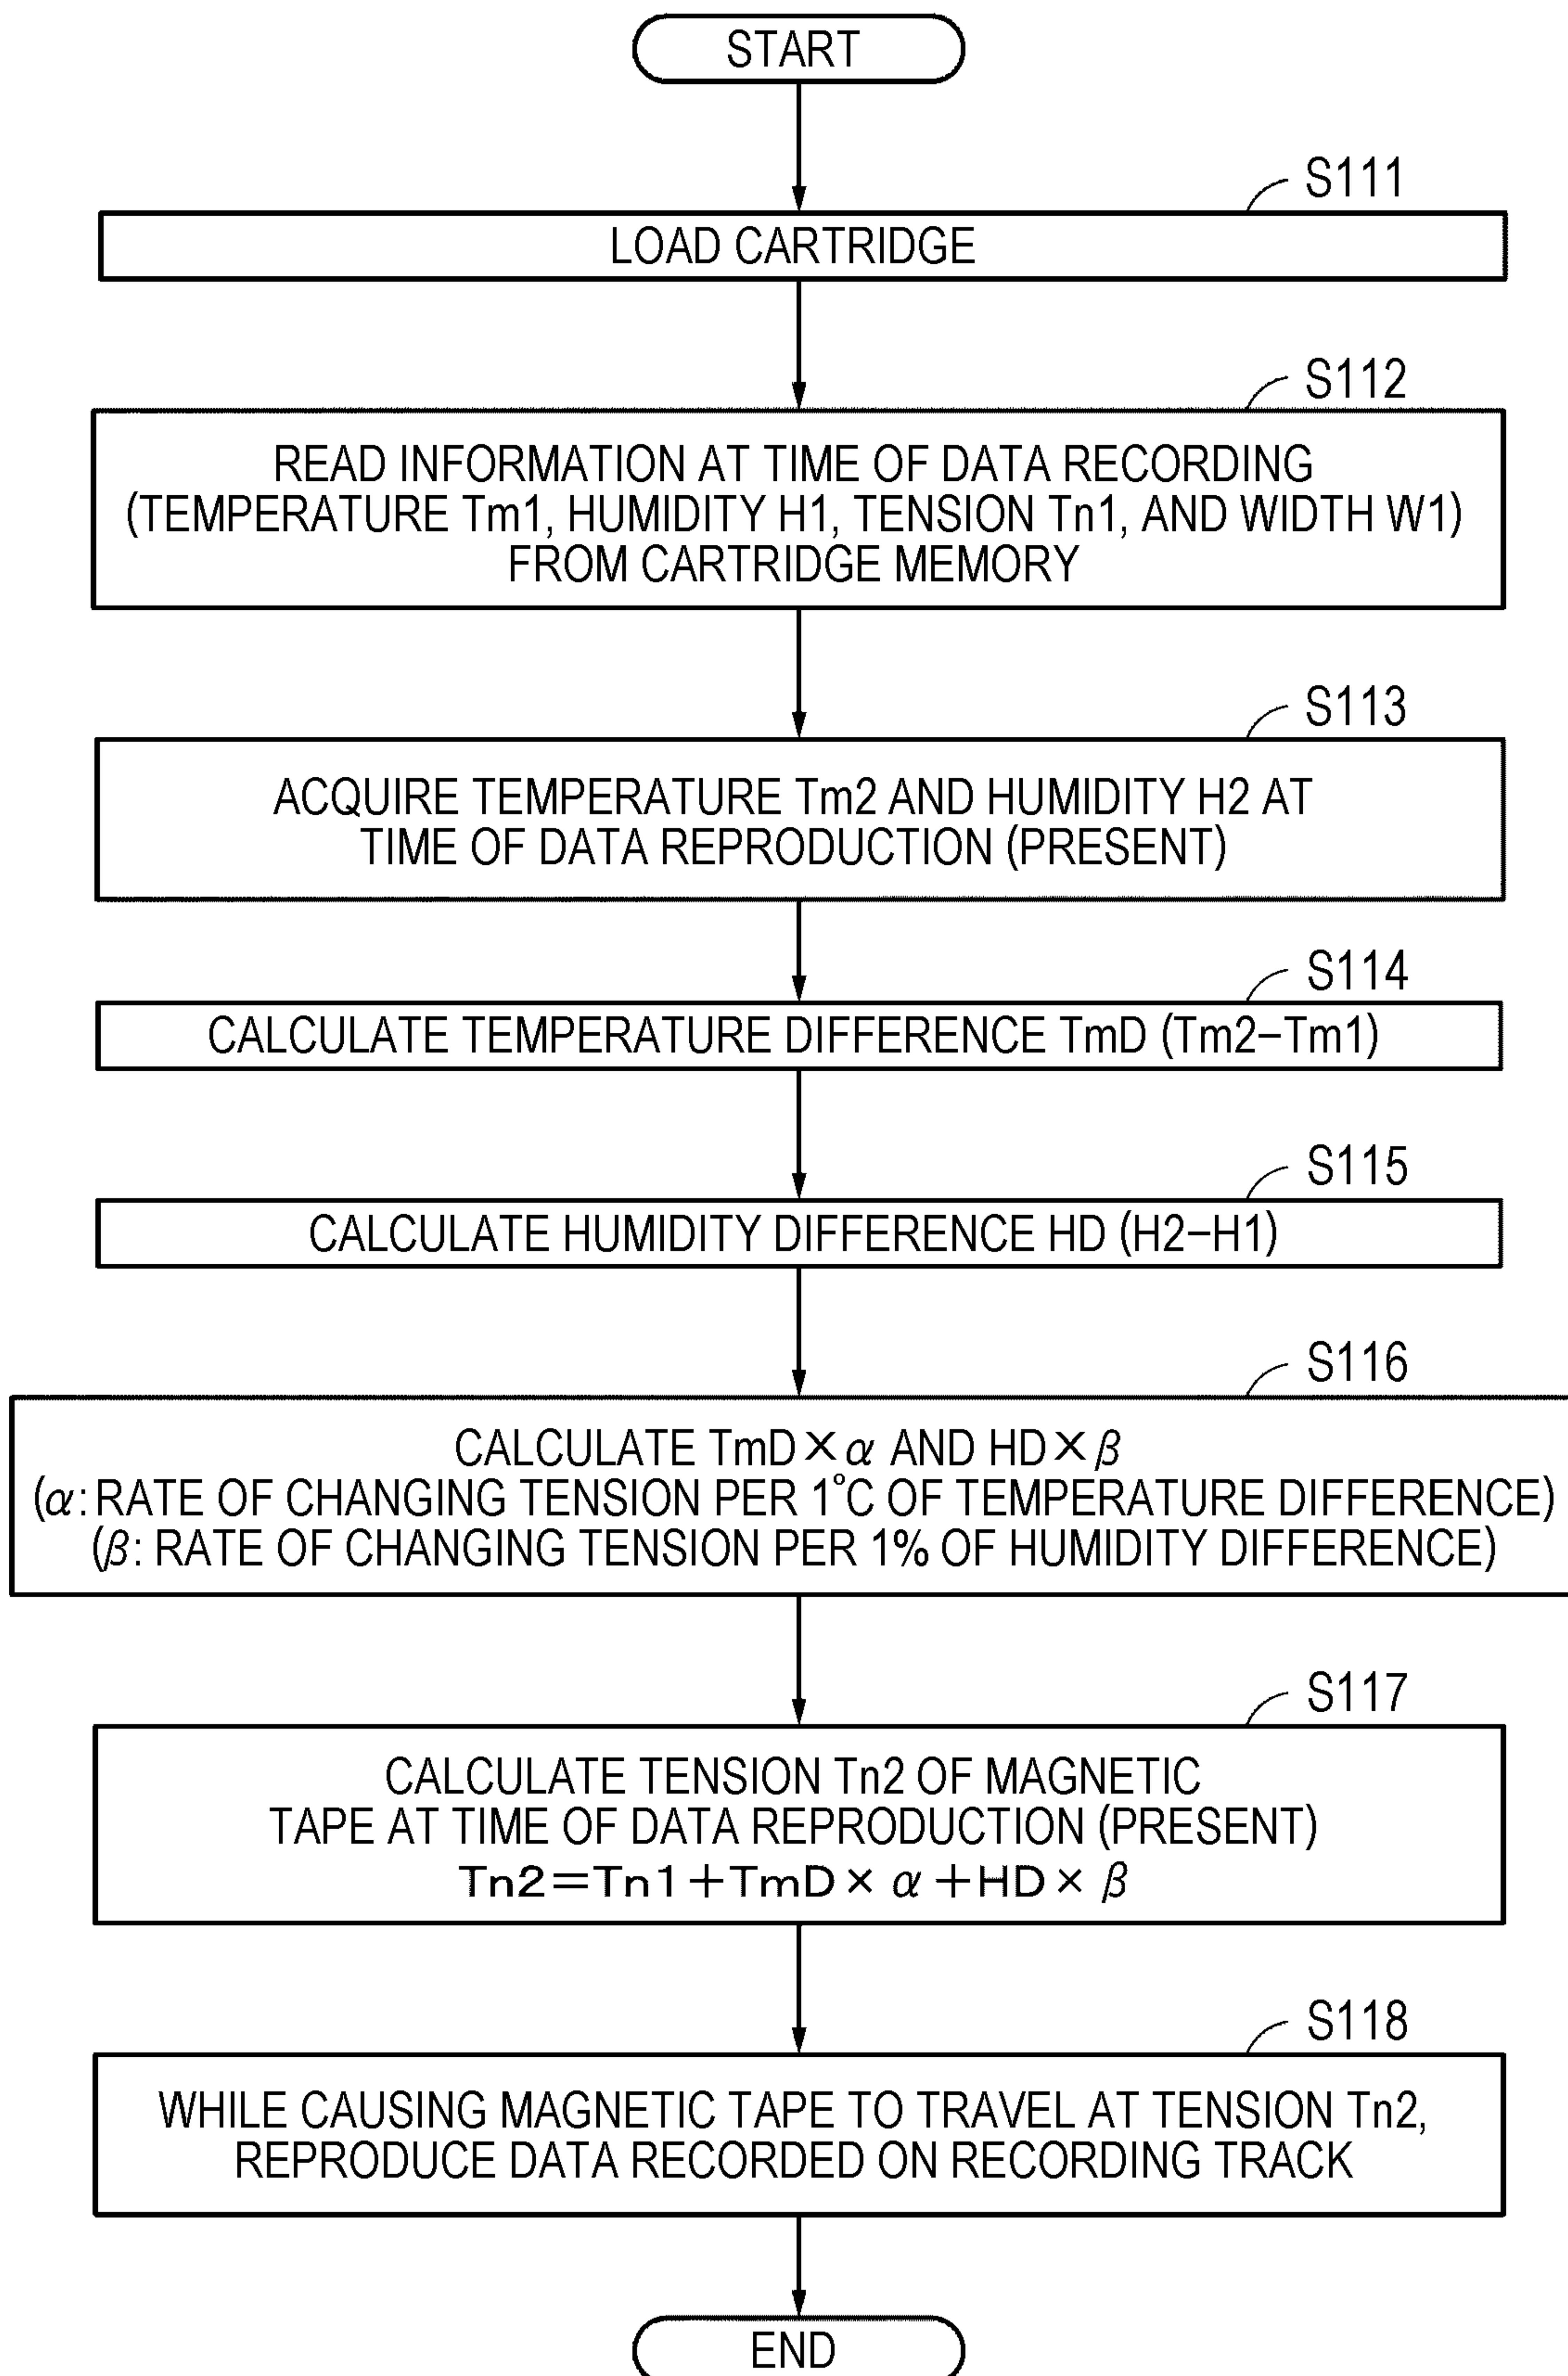 START
S111
LOAD CARTRIDGE
S112
READ INFORMATION AT TIME OF DATA RECORDING
(TEMPERATURE Tm1, HUMIDITY H1, TENSION Tn1, AND WIDTH W1)
FROM CARTRIDGE MEMORY
S113
ACQUIRE TEMPERATURE Tm2 AND HUMIDITY H2 AT
TIME OF DATA REPRODUCTION (PRESENT)
S114
CALCULATE TEMPERATURE DIFFERENCE TmD (Tm2−Tm1)
S115
CALCULATE HUMIDITY DIFFERENCE HD (H2−H1)
S116
CALCULATE TmD×α AND HD×β
(α: RATE OF CHANGING TENSION PER 1°C OF TEMPERATURE DIFFERENCE)
(β: RATE OF CHANGING TENSION PER 1% OF HUMIDITY DIFFERENCE)
S117
CALCULATE TENSION Tn2 OF MAGNETIC
TAPE AT TIME OF DATA REPRODUCTION (PRESENT)
Tn2=Tn1+TmD× α+HD× β
S118
WHILE CAUSING MAGNETIC TAPE TO TRAVEL AT TENSION Tn2,
REPRODUCE DATA RECORDED ON RECORDING TRACK
END